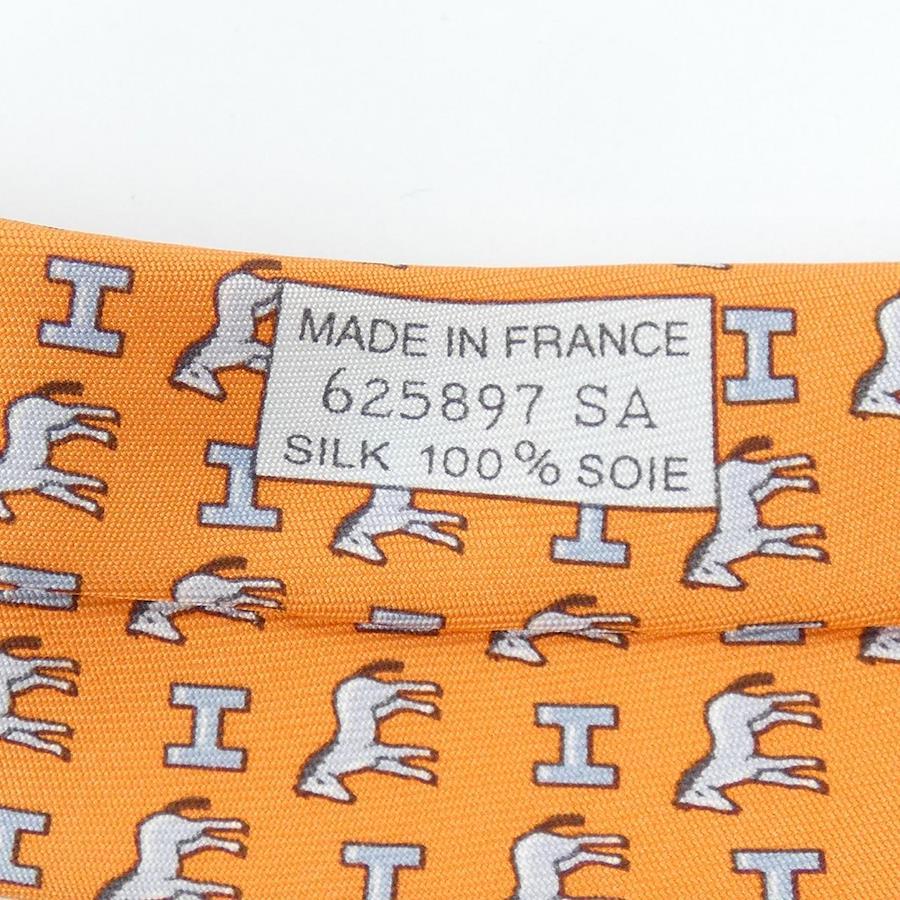 MADE IN FRANCE
625897 SA
SILK 100% SOIE